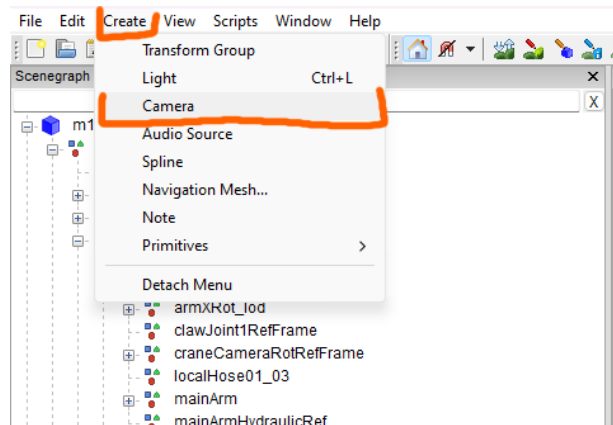 File Edit Create View Scripts Window Help
Scenegraph
Transform Group
Light Ctrl+L
Camera
X
m1
Audio Source
Spline
Navigation Mesh...
Note
Primitives
Detach Menu
armXRot_lod
clawJoint1RefFrame
craneCameraRotRefFrame
localHose01_03
mainArm
mainArmHydraulicRef